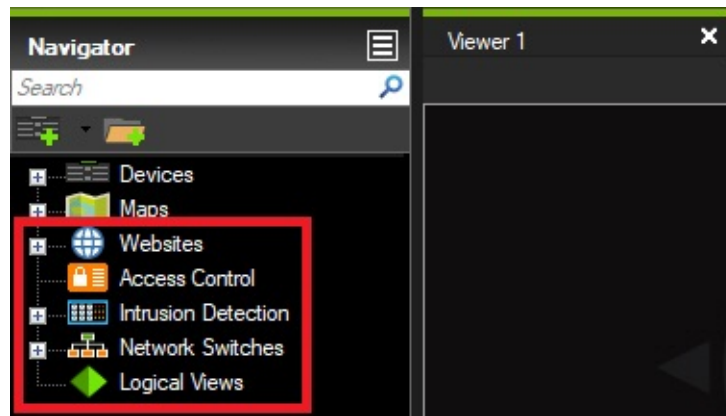 Navigator
Viewer 1
Search
Devices
Maps
Websites
Access Control
Intrusion Detection
Network Switches
Logical Views